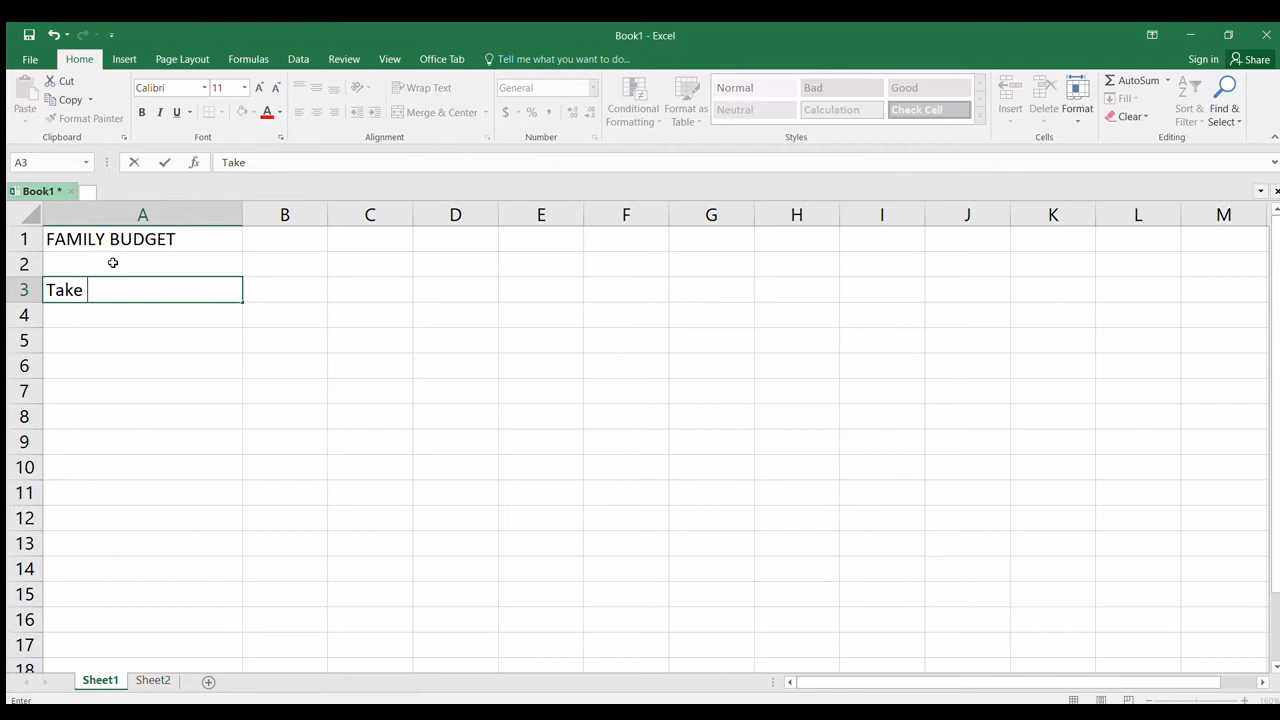 Book1 - Excel
File Home Insert Page Layout Formulas Data Review View Office Tab Tell me what you want to do... Sign in Share
Paste
Cut
Copy
Format Painter
Clipboard
Calibri 11
B I U
Font
Wrap Text
Merge & Center
Alignment
General
$ % ,
Number
Conditional Formatting
Format as Table
Normal Bad Good
Neutral Calculation Check Cell
Styles
Insert Delete Format
Cells
AutoSum
Fill
Clear
Sort & Filter
Find & Select
Editing
A3 fx Take
Book1 *
A B C D E F G H I J K L M
1 FAMILY BUDGET
2
3 Take
4
5
6
7
8
9
10
11
12
13
14
15
16
17
18
Sheet1 Sheet2
Enter 160%